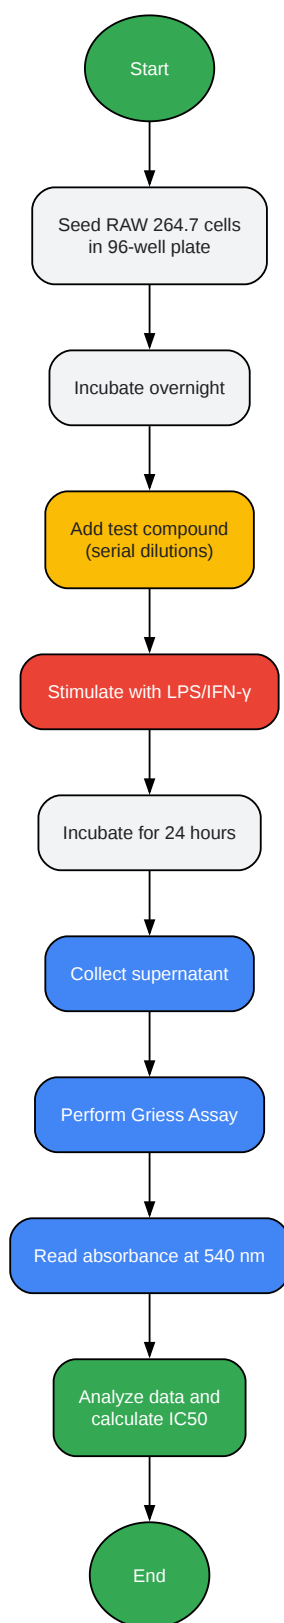 Start
Seed RAW 264.7 cells
in 96-well plate
Incubate overnight
Add test compound
(serial dilutions)
Stimulate with LPS/IFN-γ
Incubate for 24 hours
Collect supernatant
Perform Griess Assay
Read absorbance at 540 nm
Analyze data and
calculate IC50
End